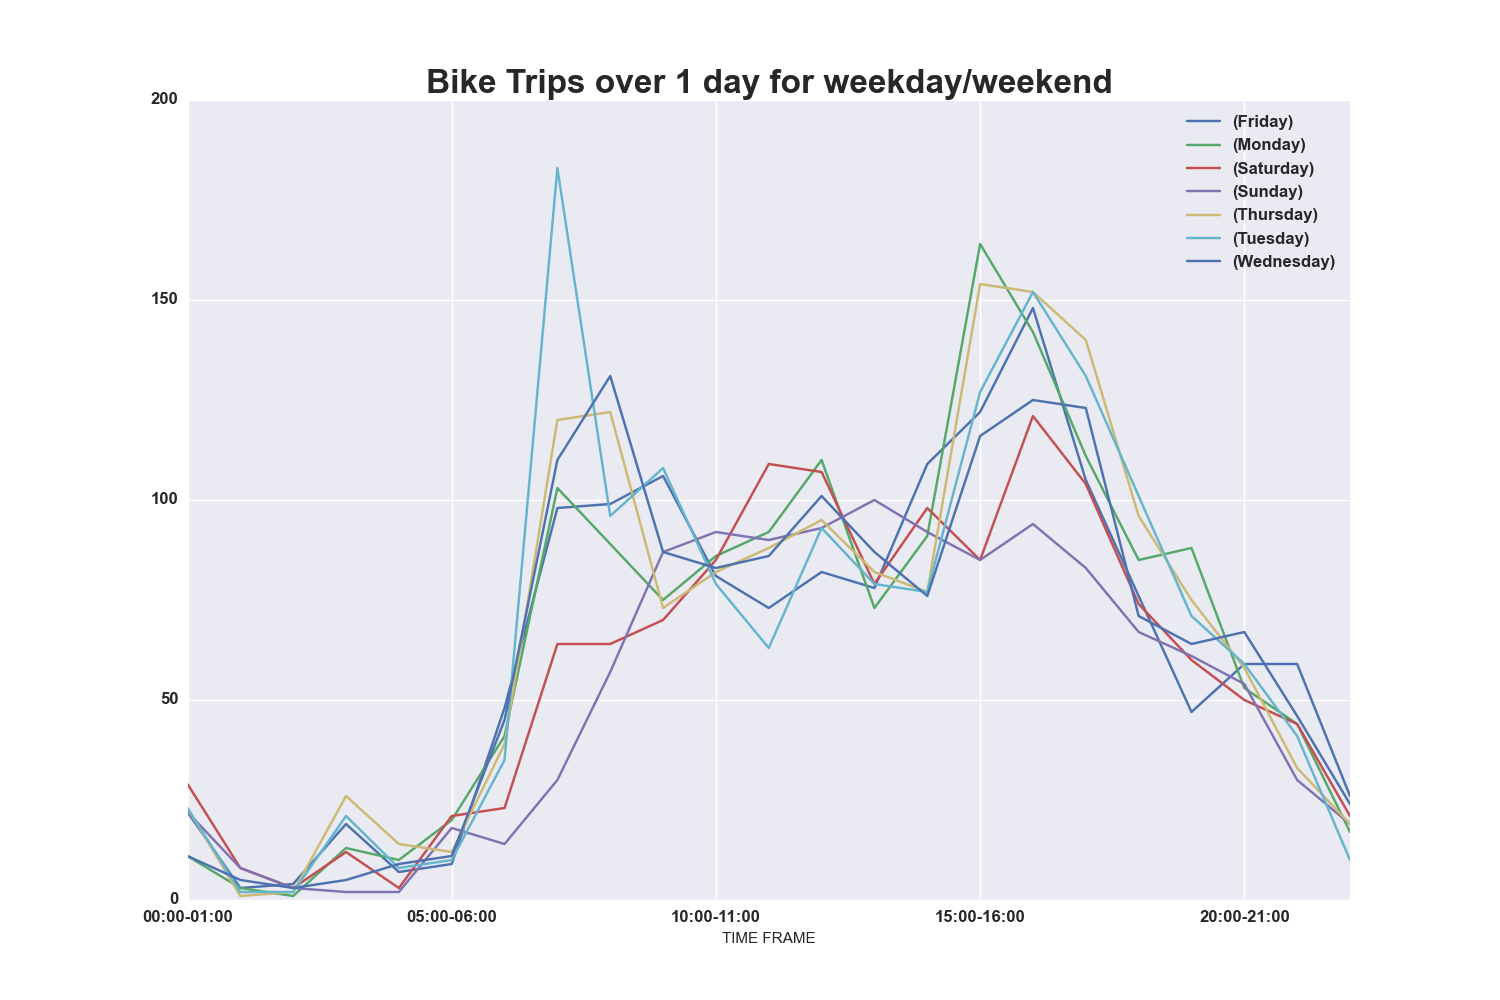 Bike Trips over 1 day for weekday/weekend
200
150
100
50
0
(Friday)
(Monday)
(Saturday)
(Sunday)
(Thursday)
(Tuesday)
(Wednesday)
00:00-01:00 05:00-06:00 10:00-11:00 15:00-16:00 20:00-21:00
TIME FRAME